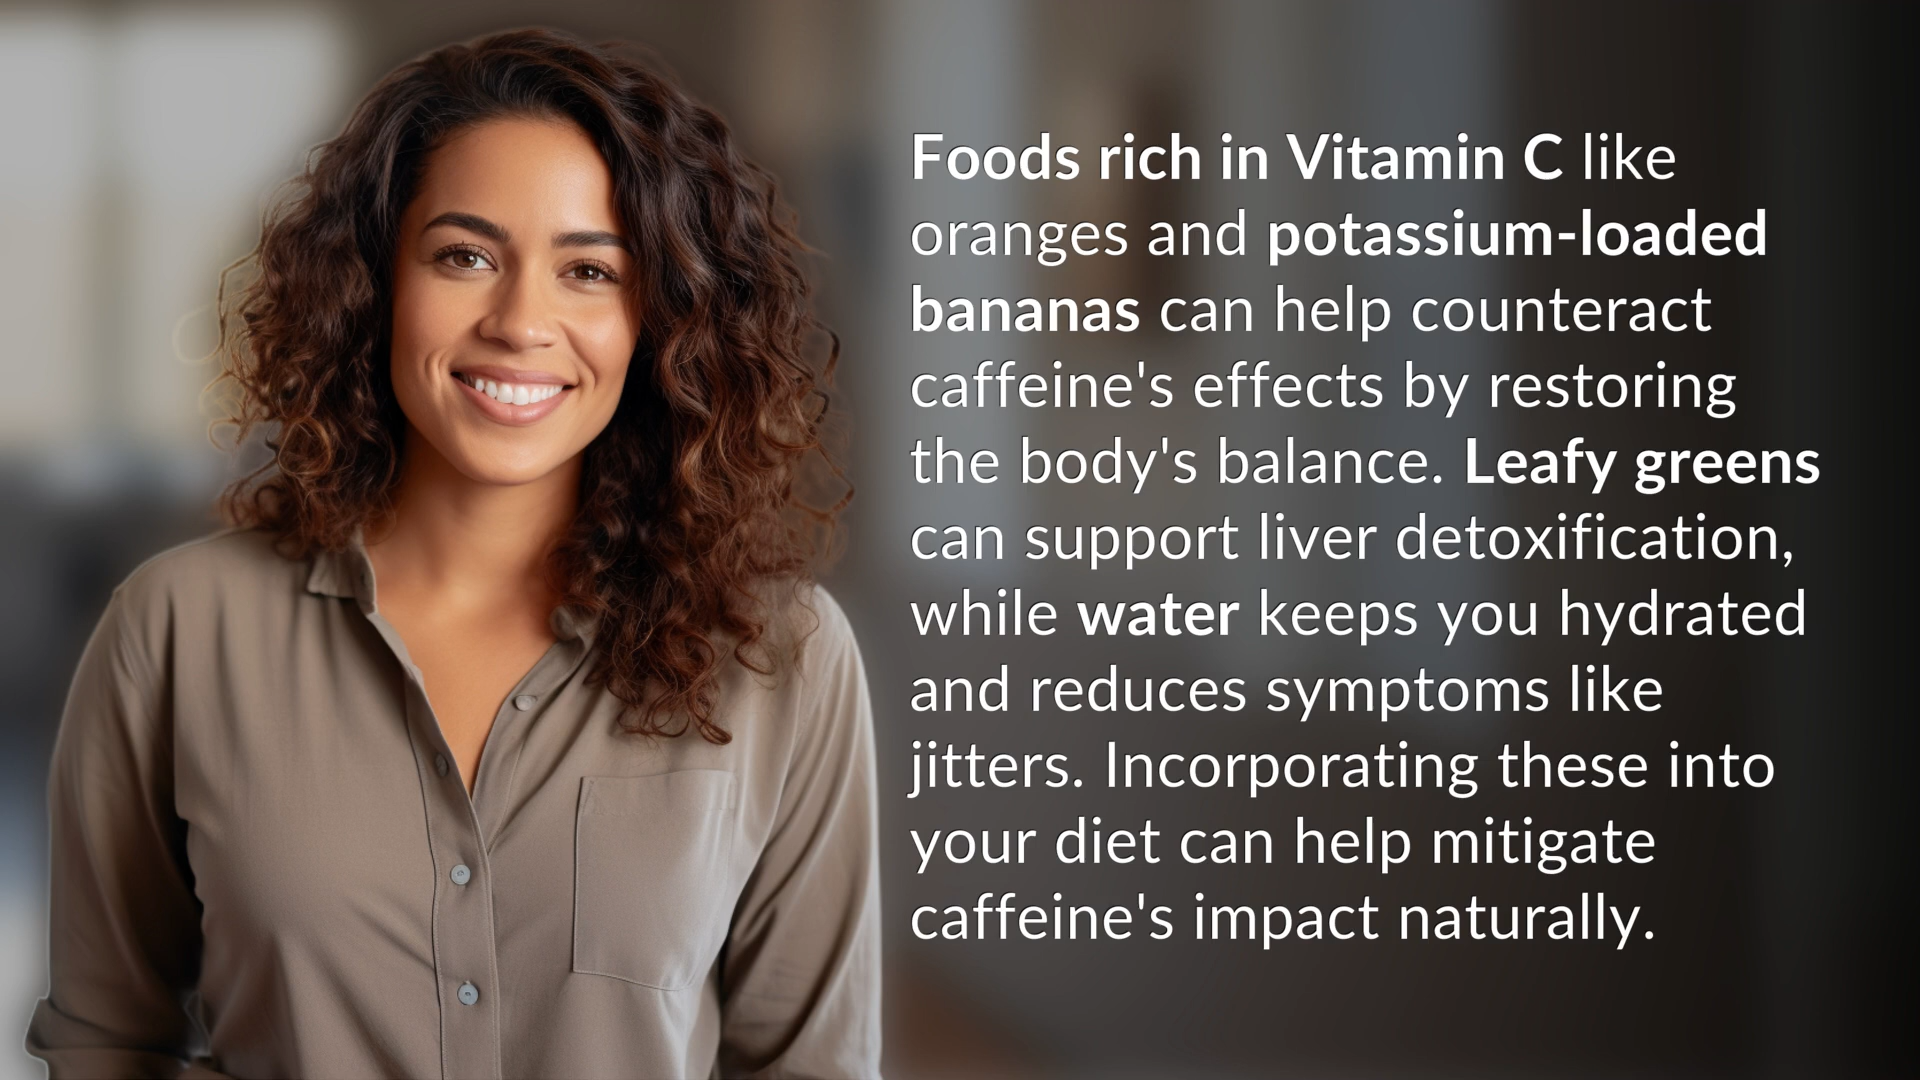 Foods rich in Vitamin C like
oranges and potassium-loaded
bananas can help counteract
caffeine's effects by restoring
the body's balance. Leafy greens
can support liver detoxification,
while water keeps you hydrated
and reduces symptoms like
jitters. Incorporating these into
your diet can help mitigate
caffeine's impact naturally.